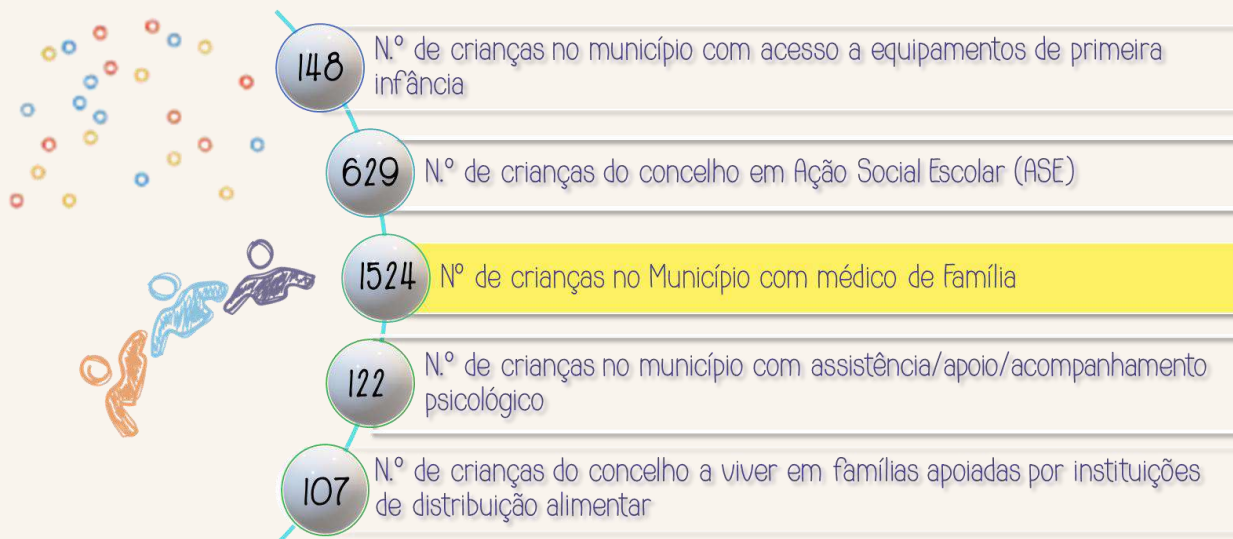 148
N.º de crianças no município com acesso a equipamentos de primeira
infância
629
N.º de crianças do concelho em Ação Social Escolar (ASE)
1524
Nº de crianças no Município com médico de Família
122
N.º de crianças no município com assistência/apoio/acompanhamento
psicológico
107
N.º de crianças do concelho a viver em famílias apoiadas por instituições
de distribuição alimentar